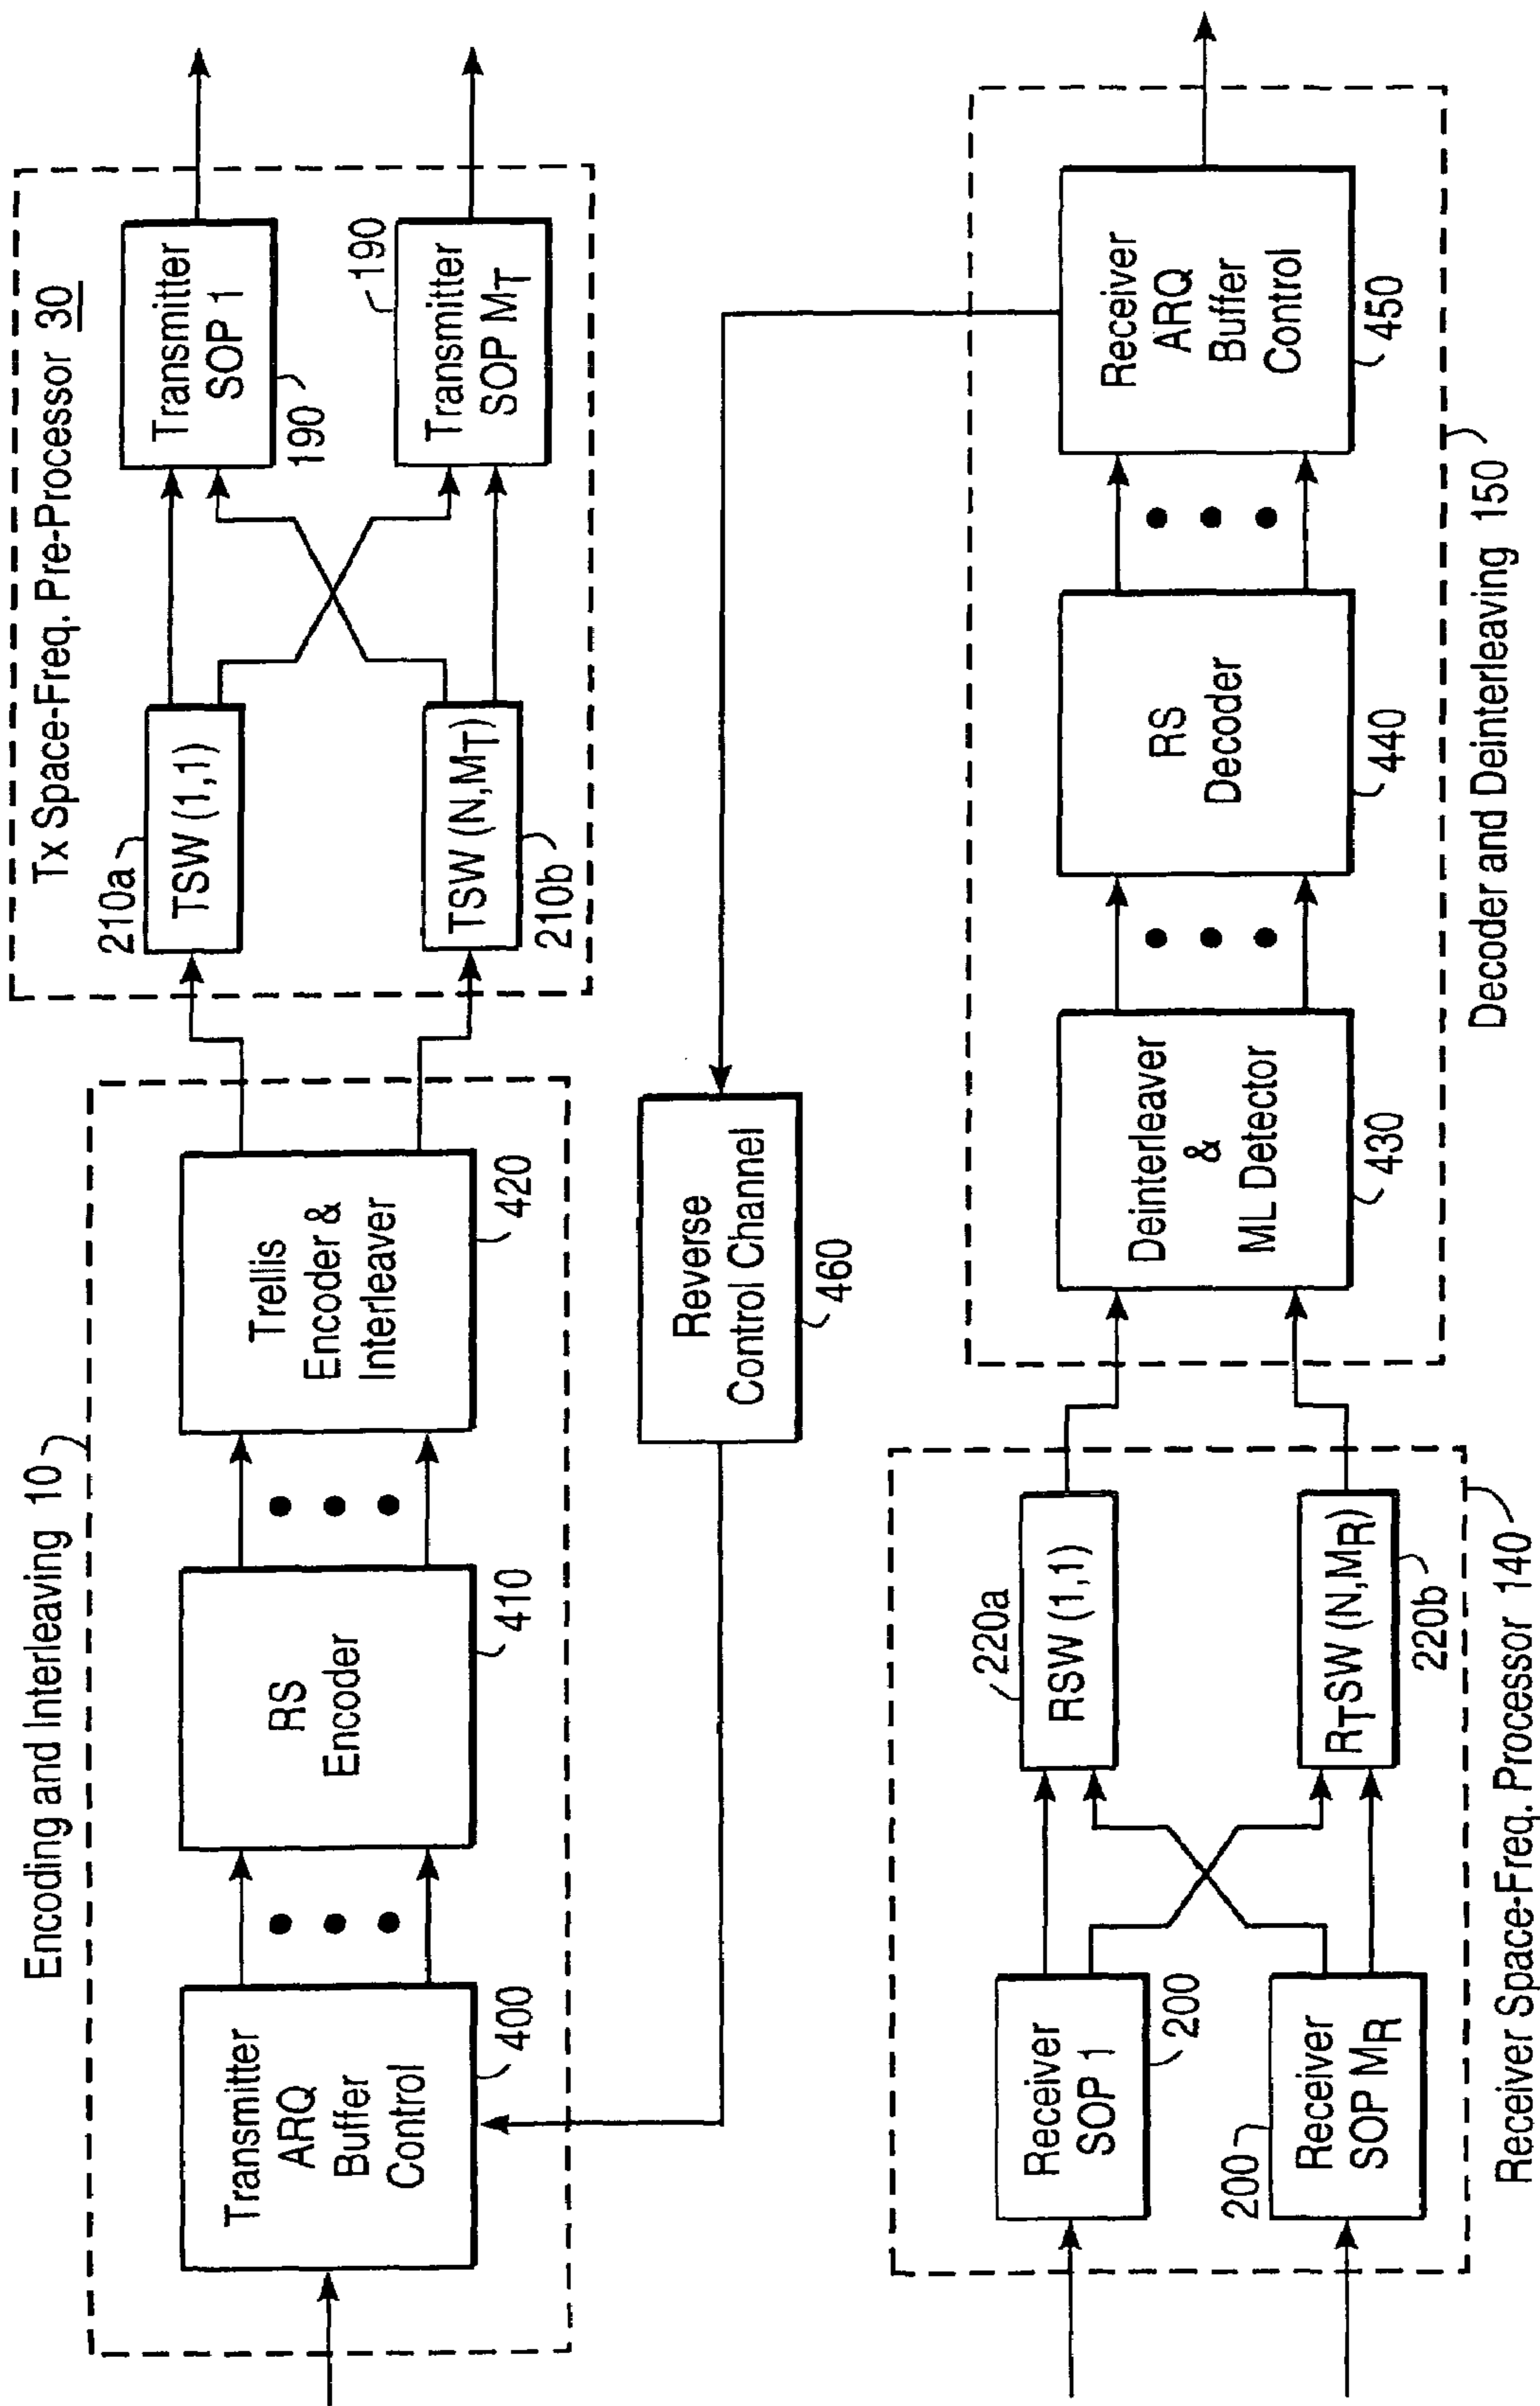 Encoding and Interleaving 10
Transmitter
ARQ
Buffer
Control
400
RS
Encoder
410
Trellis
Encoder &
Interleaver
420
Tx Space-Freq. Pre-Processor 30
210a
TSW (1,1)
TSW (N,MT)
210b
Transmitter
SOP 1
190
190
Transmitter
SOP MT
Reverse
Control Channel
460
Receiver
SOP 1
200
200
Receiver
SOP MR
220a
RSW (1,1)
RTSW (N,MR)
220b
Receiver Space-Freq. Processor 140
Deinterleaver
&
ML Detector
430
RS
Decoder
440
Receiver
ARQ
Buffer
Control
450
Decoder and Deinterleaving 150